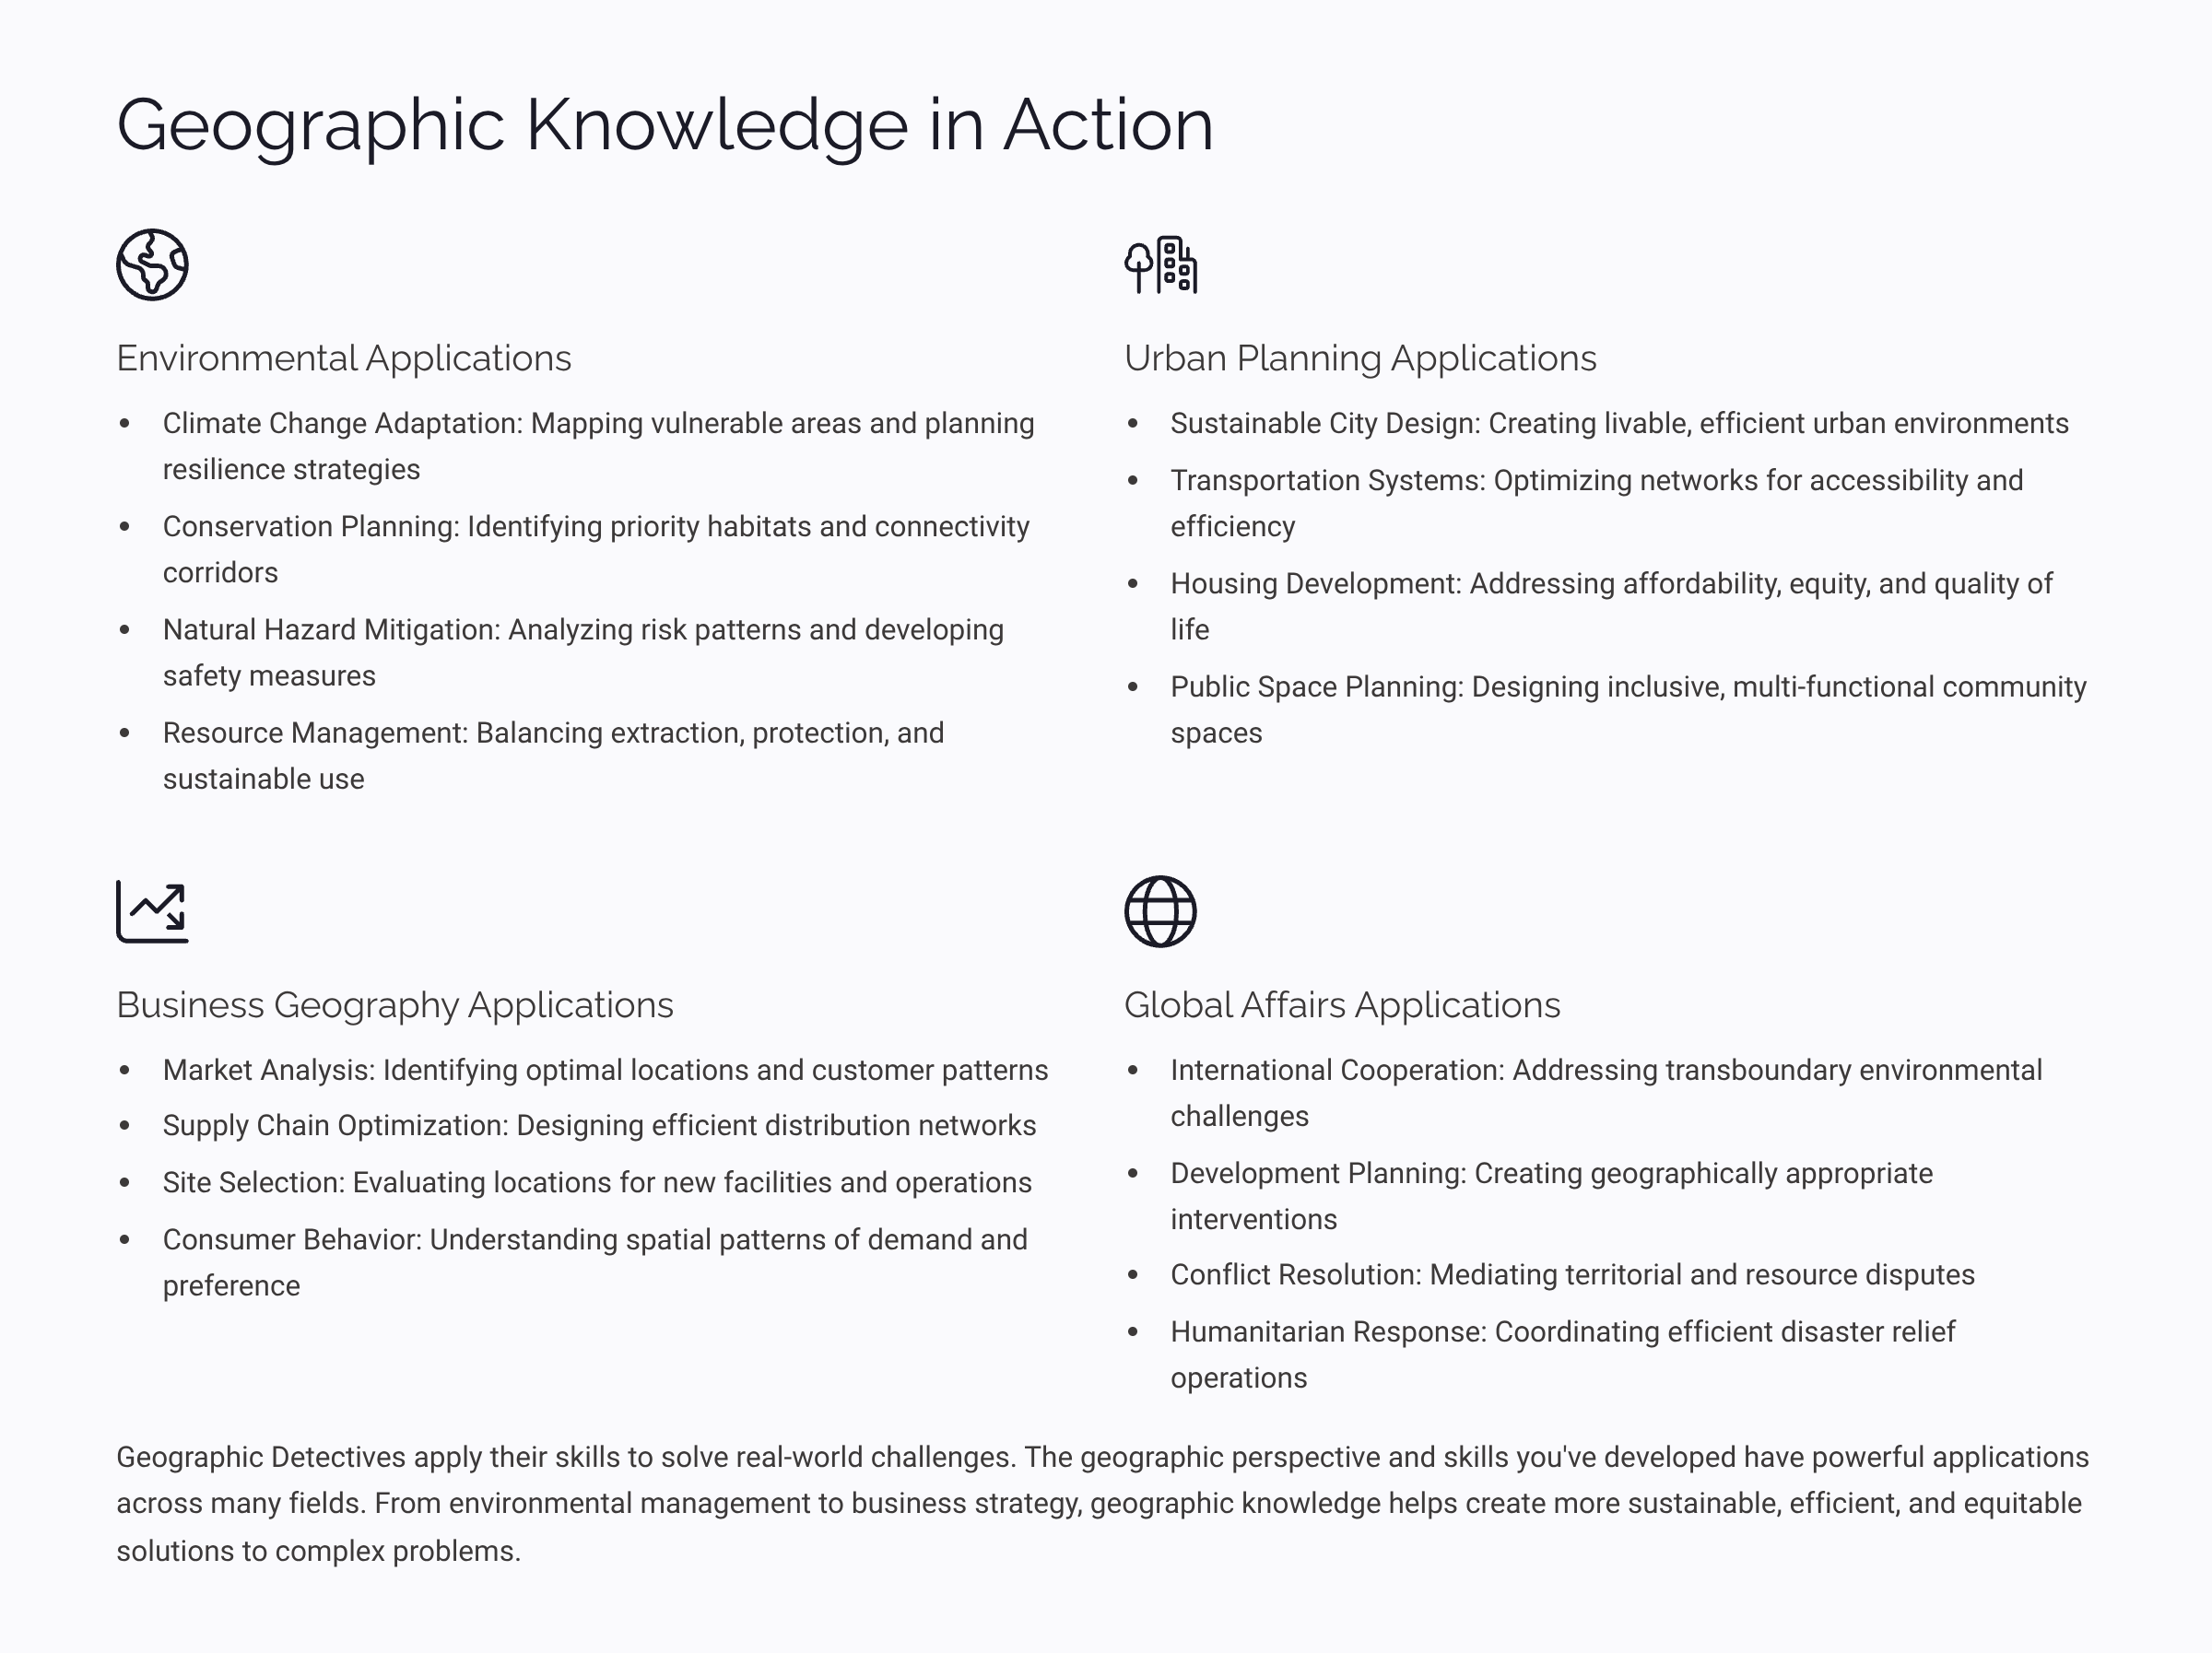 Geographic Knowledge in Action
Environmental Applications
• Climate Change Adaptation: Mapping vulnerable areas and planning
resilience strategies
• Conservation Planning: Identifying priority habitats and connectivity
corridors
• Natural Hazard Mitigation: Analyzing risk patterns and developing
safety measures
• Resource Management: Balancing extraction, protection, and
sustainable use
Urban Planning Applications
• Sustainable City Design: Creating livable, efficient urban environments
• Transportation Systems: Optimizing networks for accessibility and
efficiency
• Housing Development: Addressing affordability, equity, and quality of
life
• Public Space Planning: Designing inclusive, multi-functional community
spaces
Business Geography Applications
• Market Analysis: Identifying optimal locations and customer patterns
• Supply Chain Optimization: Designing efficient distribution networks
• Site Selection: Evaluating locations for new facilities and operations
• Consumer Behavior: Understanding spatial patterns of demand and
preference
Global Affairs Applications
• International Cooperation: Addressing transboundary environmental
challenges
• Development Planning: Creating geographically appropriate
interventions
• Conflict Resolution: Mediating territorial and resource disputes
• Humanitarian Response: Coordinating efficient disaster relief
operations
Geographic Detectives apply their skills to solve real-world challenges. The geographic perspective and skills you've developed have powerful applications
across many fields. From environmental management to business strategy, geographic knowledge helps create more sustainable, efficient, and equitable
solutions to complex problems.